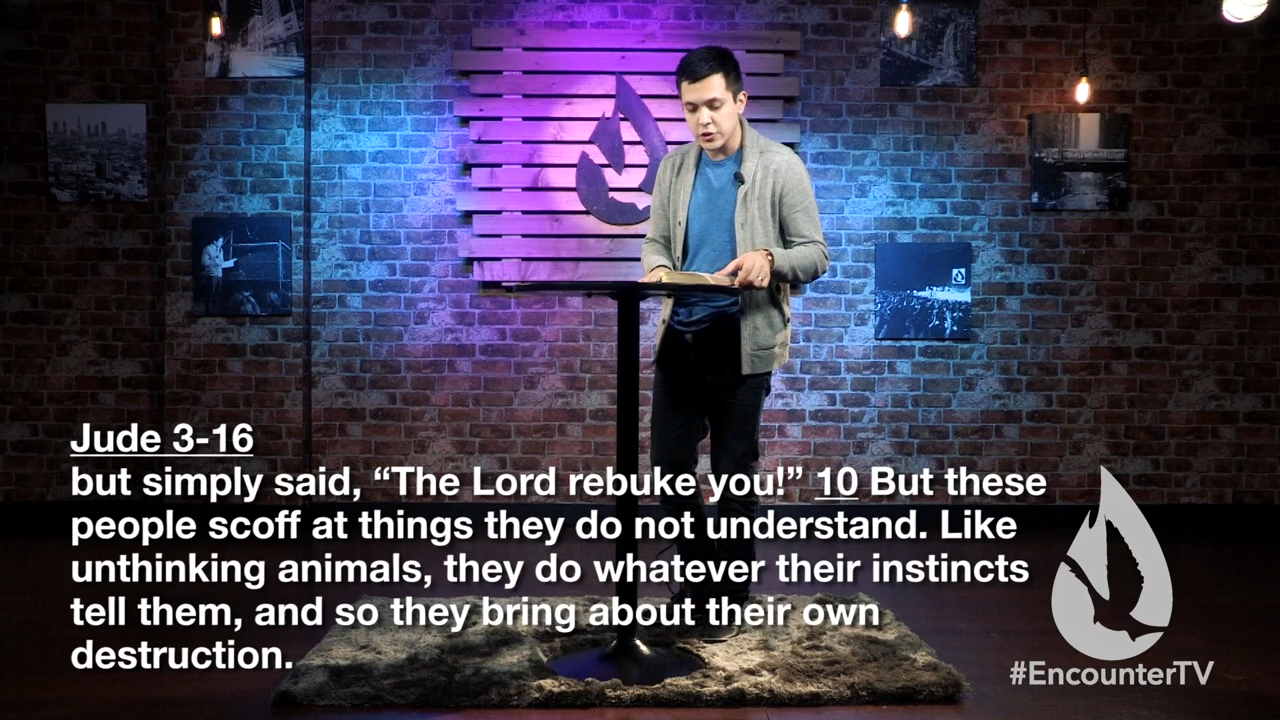 Jude 3-16
but simply said, “The Lord rebuke you!” 10 But these
people scoff at things they do not understand. Like
unthinking animals, they do whatever their instincts
tell them, and so they bring about their own
destruction.
#EncounterTV